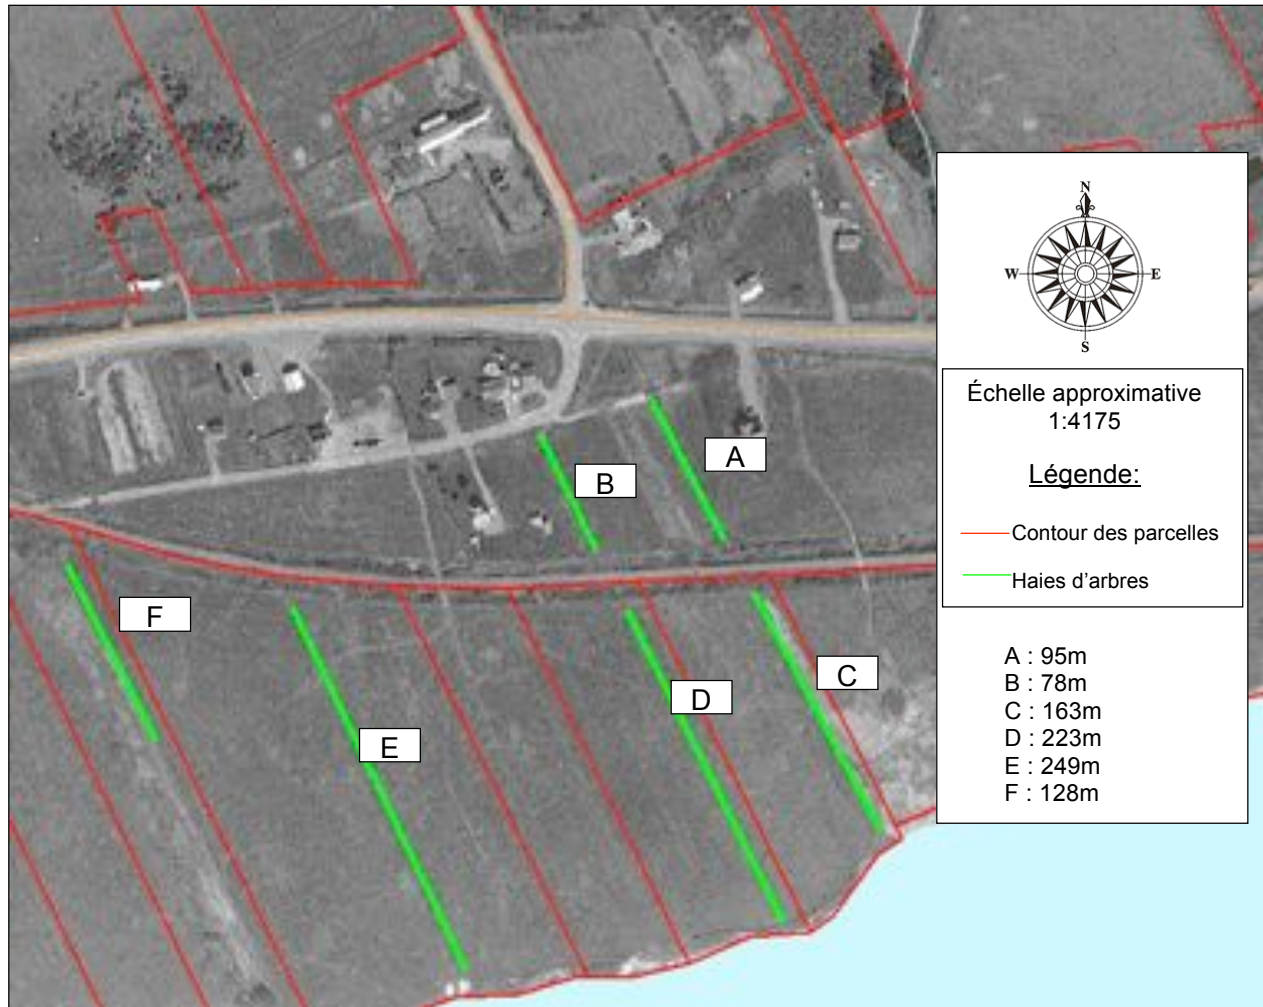 N
W
E
S
Échelle approximative
1:4175
Légende:
Contour des parcelles
Haies d'arbres
A : 95m
B : 78m
C : 163m
D : 223m
E : 249m
F : 128m
A
B
F
C
D
E